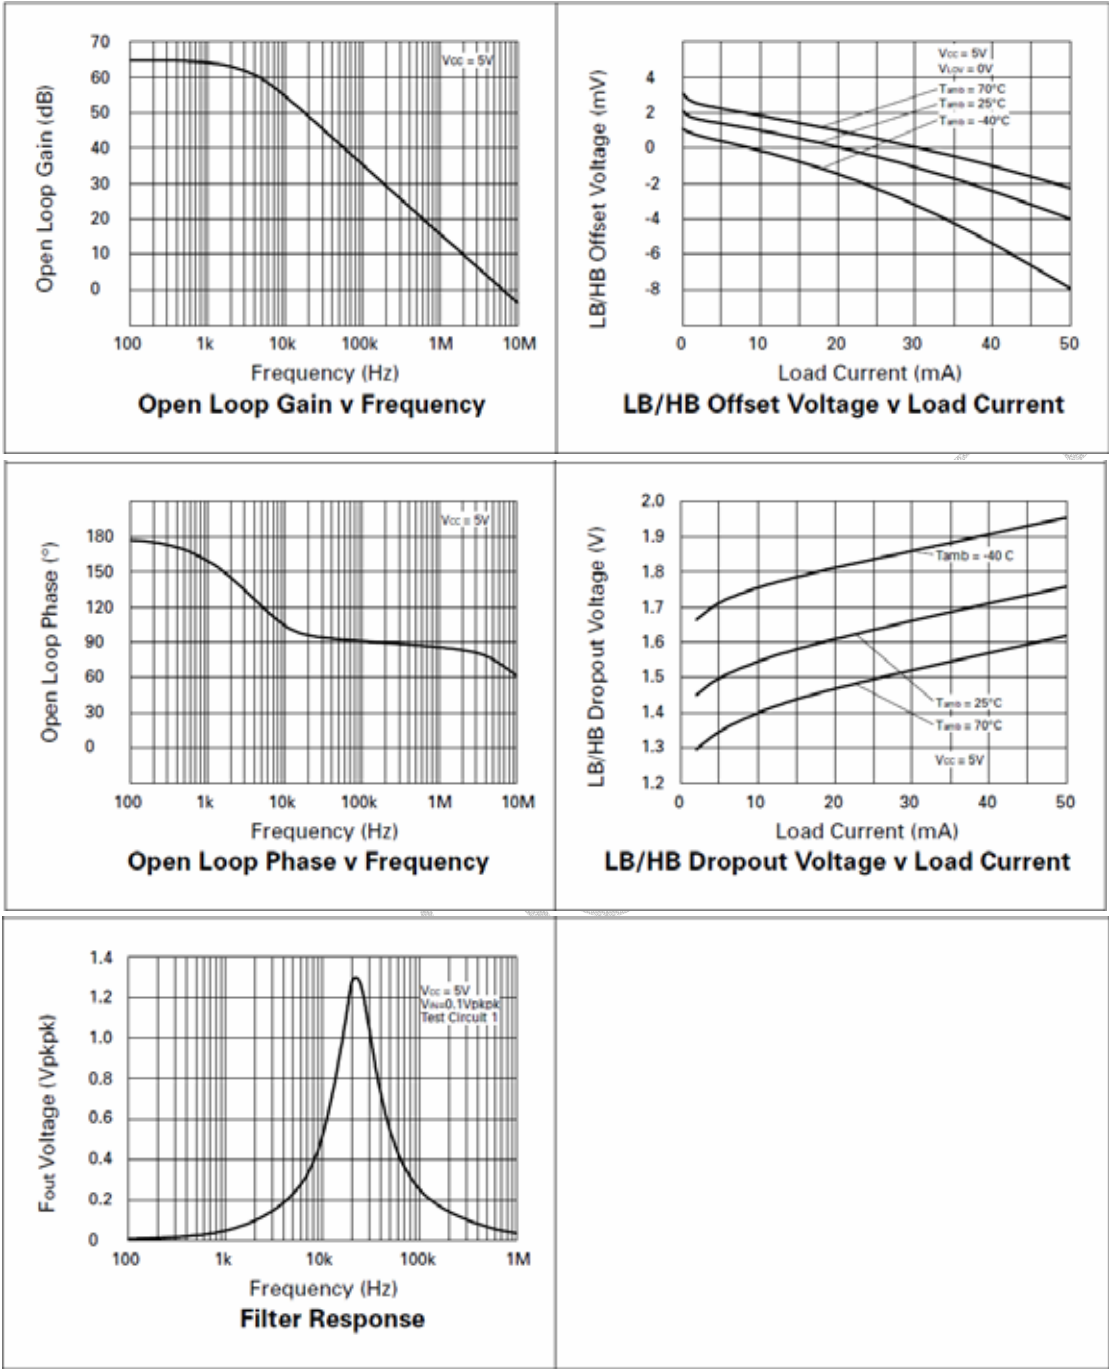 70
60
50
40
30
20
10
0
Open Loop Gain (dB)
Vcc = 5V
100 1k 10k 100k 1M 10M
Frequency (Hz)
Open Loop Gain v Frequency
4
2
0
-2
-4
-6
-8
LB/HB Offset Voltage (mV)
Vcc = 5V
VLOV = 0V
Tamb = 70°C
Tamb = 25°C
Tamb = -40°C
0 10 20 30 40 50
Load Current (mA)
LB/HB Offset Voltage v Load Current
180
150
120
90
60
30
0
Open Loop Phase (°)
Vcc = 5V
100 1k 10k 100k 1M 10M
Frequency (Hz)
Open Loop Phase v Frequency
2.0
1.9
1.8
1.7
1.6
1.5
1.4
1.3
1.2
LB/HB Dropout Voltage (V)
Tamb = -40 C
Tamb = 25°C
Tamb = 70°C
Vcc = 5V
0 10 20 30 40 50
Load Current (mA)
LB/HB Dropout Voltage v Load Current
1.4
1.2
1.0
0.8
0.6
0.4
0.2
0
Fout Voltage (Vpkpk)
Vcc = 5V
VIN=0.1Vpkpk
Test Circuit 1
100 1k 10k 100k 1M
Frequency (Hz)
Filter Response